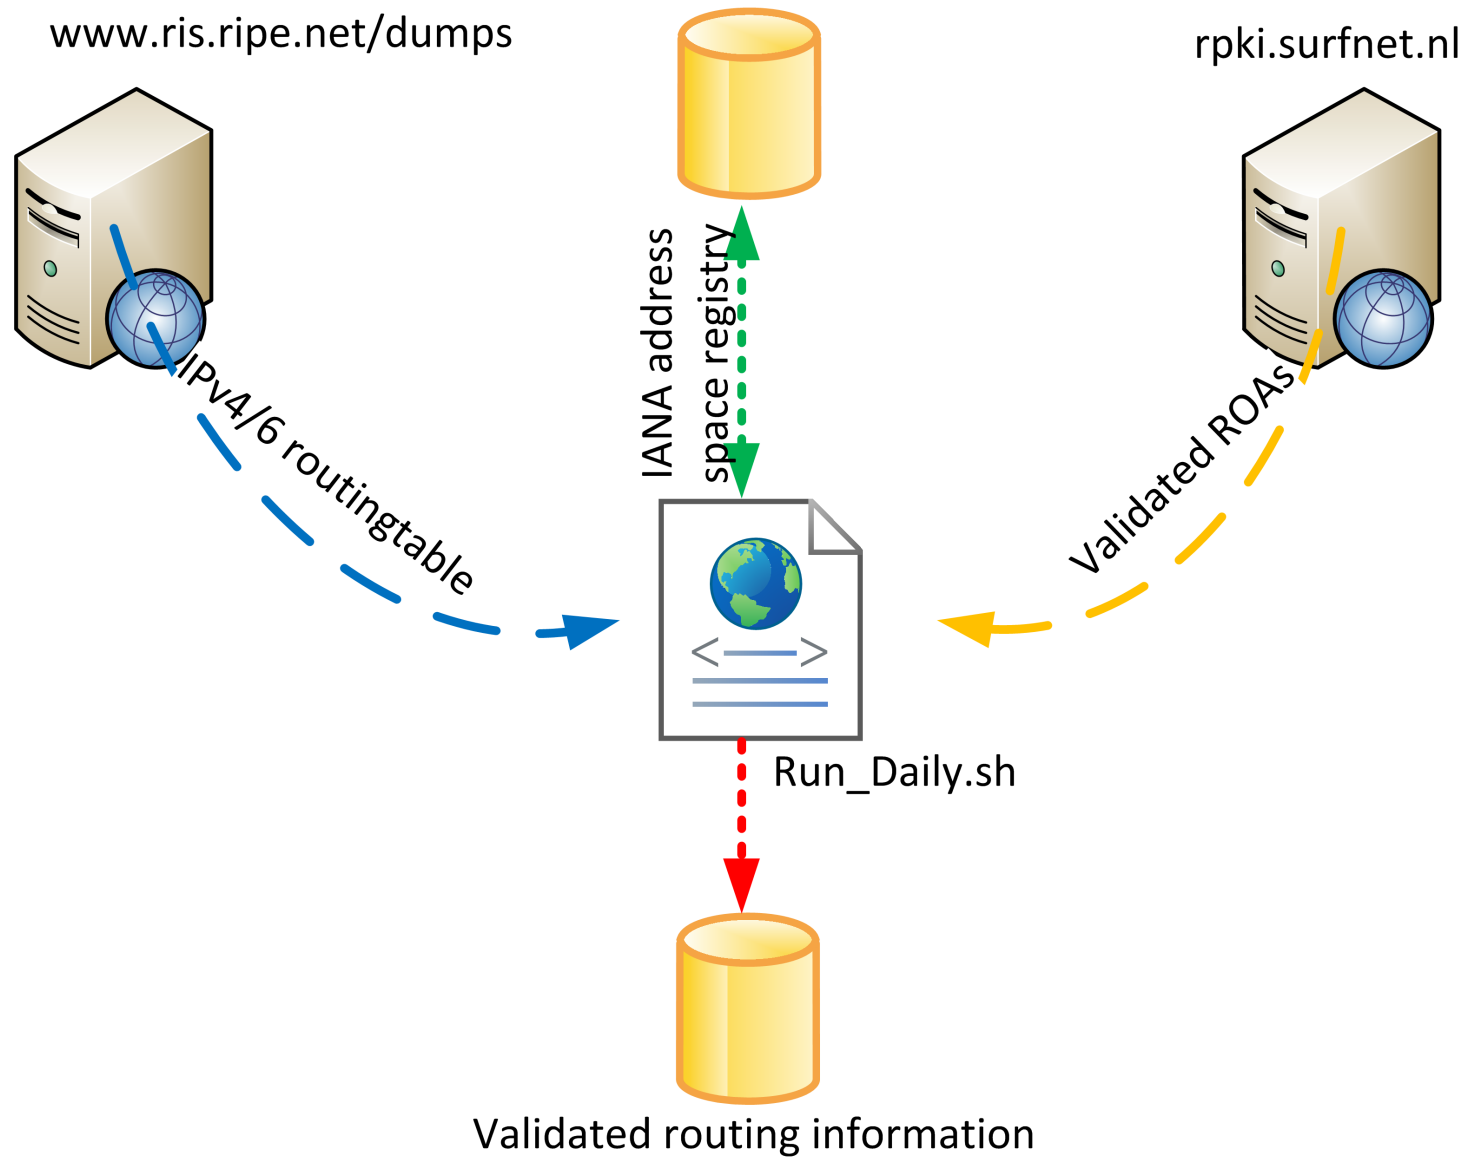 www.ris.ripe.net/dumps
rpki.surfnet.nl
IANA address
space registry
IPv4/6 routingtable
Validated ROAs
Run_Daily.sh
Validated routing information